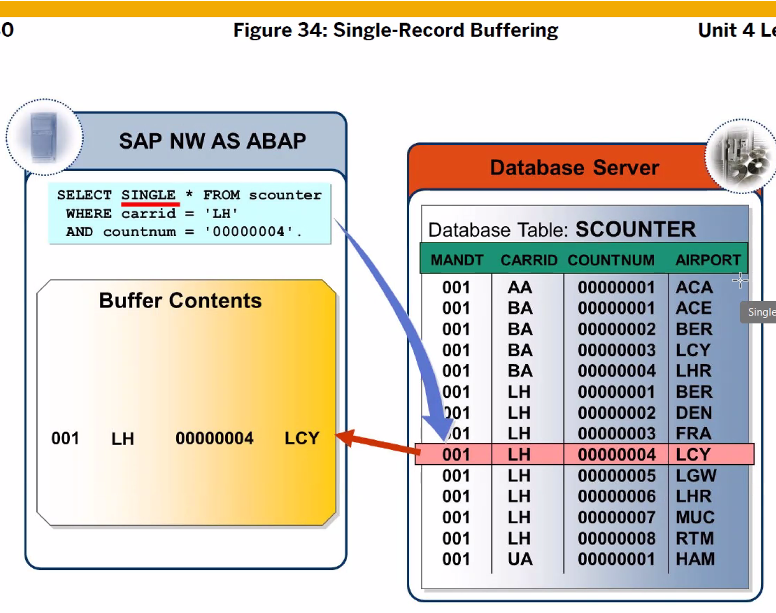 0
Figure 34: Single-Record Buffering
Unit 4 Le
SAP NW AS ABAP
SELECT SINGLE * FROM scounter
WHERE carrid = 'LH'
AND countnum = '00000004'.
Buffer Contents
001 LH 00000004 LCY
Database Server
Database Table: SCOUNTER
MANDT CARRID COUNTNUM AIRPORT
001 AA 00000001 ACA
001 BA 00000001 ACE
001 BA 00000002 BER
001 BA 00000003 LCY
001 BA 00000004 LHR
001 LH 00000001 BER
001 LH 00000002 DEN
001 LH 00000003 FRA
001 LH 00000004 LCY
001 LH 00000005 LGW
001 LH 00000006 LHR
001 LH 00000007 MUC
001 LH 00000008 RTM
001 UA 00000001 HAM
Single